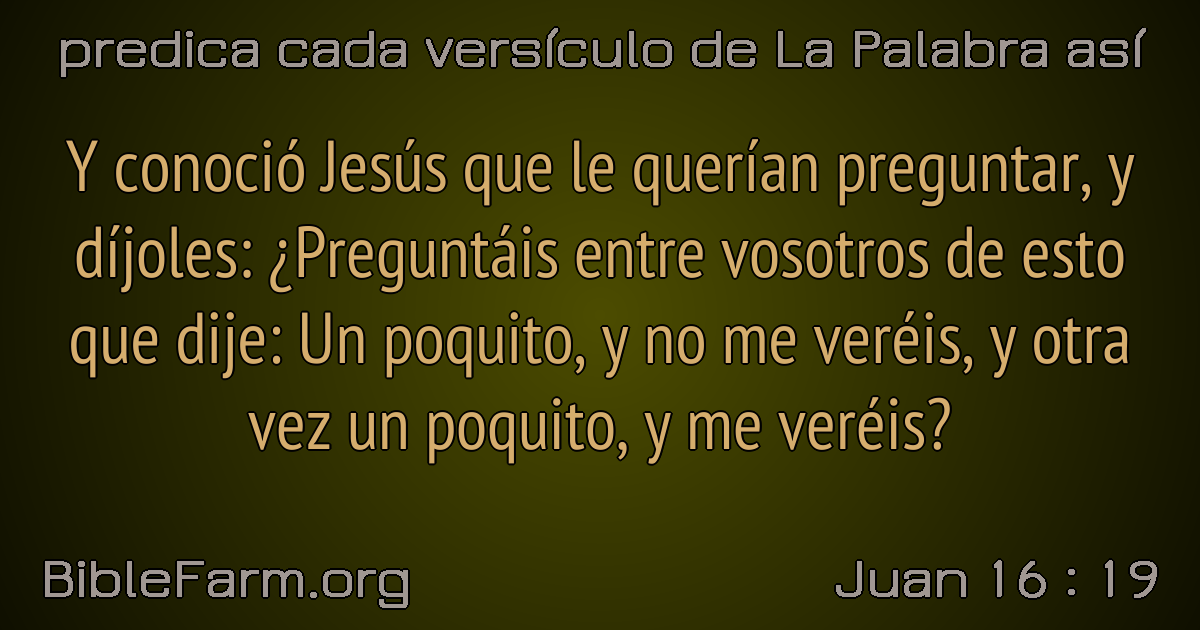 predica cada versículo de La Palabra así
Y conoció Jesús que le querían preguntar, y
díjoles: ¿Preguntáis entre vosotros de esto
que dije: Un poquito, y no me veréis, y otra
vez un poquito, y me veréis?
BibleFarm.org
Juan 16 : 19